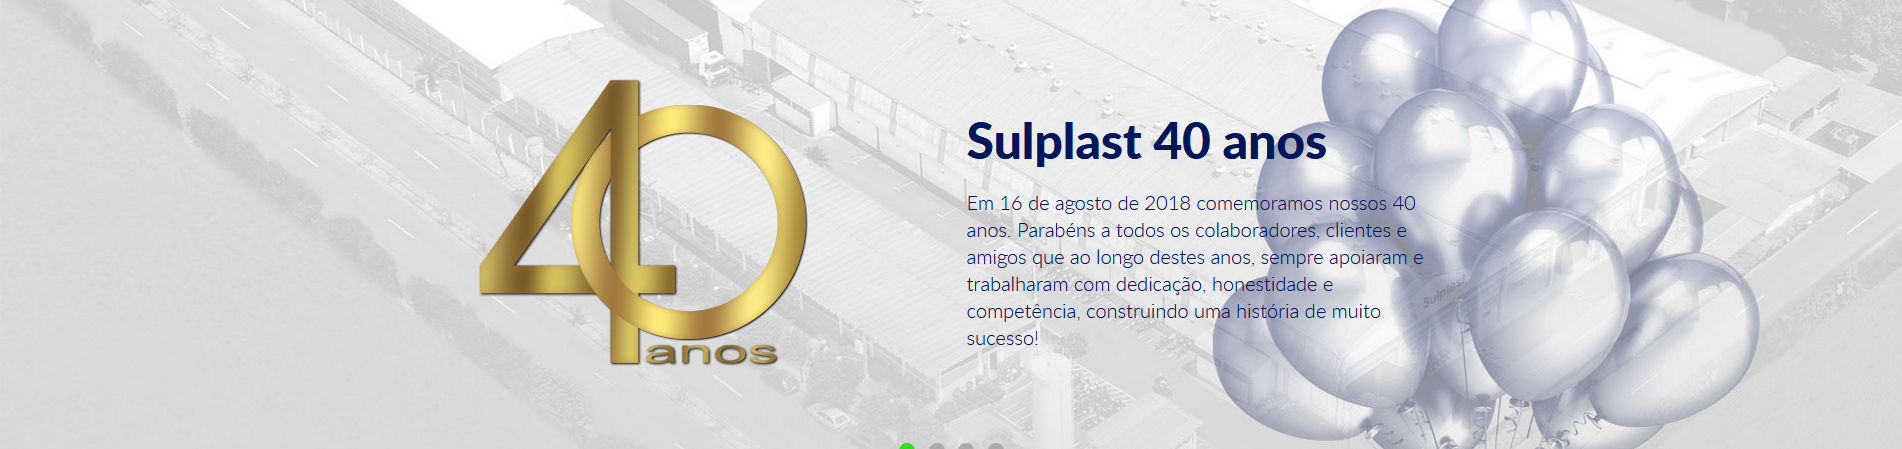 40
anos
Sulplast 40 anos
Em 16 de agosto de 2018 comemoramos nossos 40
anos. Parabéns a todos os colaboradores, clientes e
amigos que ao longo destes anos, sempre apoiaram e
trabalharam com dedicação, honestidade e
competência, construindo uma história de muito
sucesso!
Sulplast